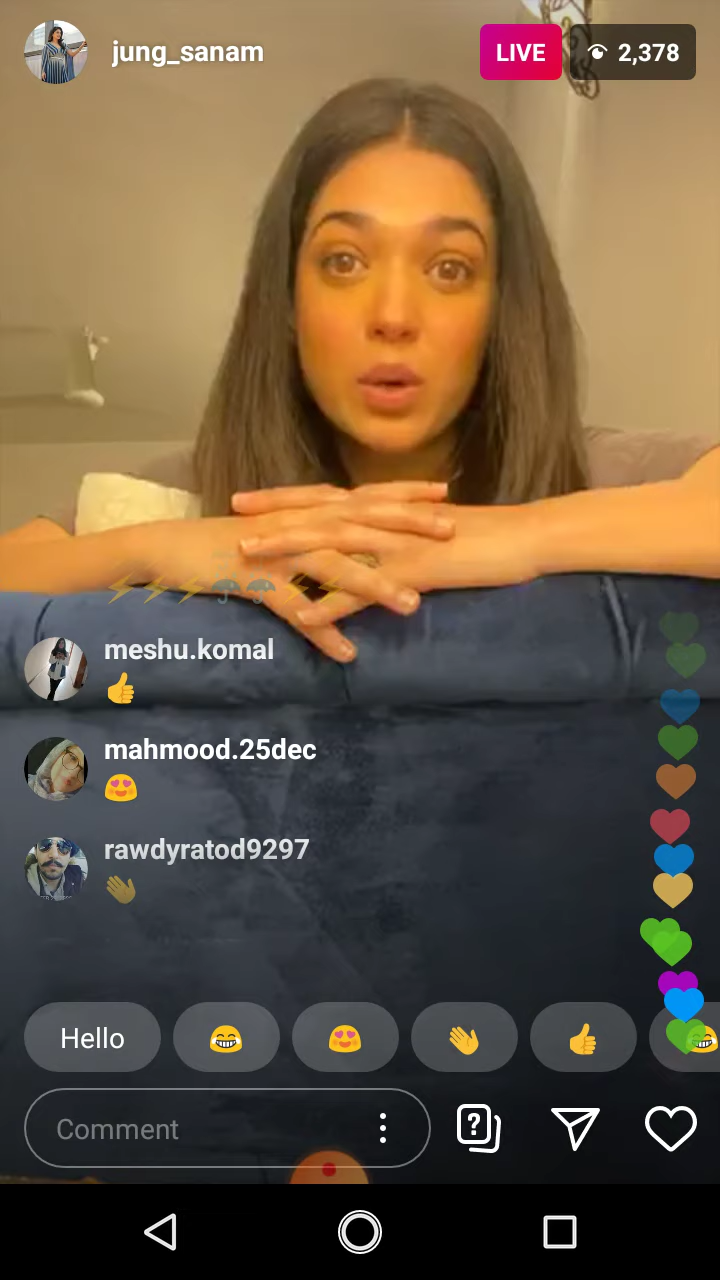 jung_sanam
LIVE
2,378
meshu.komal
👍
mahmood.25dec
😍
rawdyratod9297
👋
Hello 😂 😍 👋 👍 😂
Comment